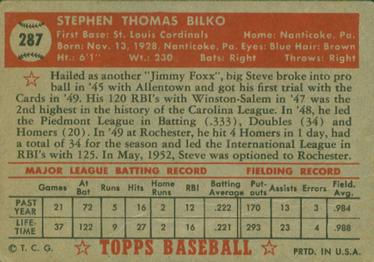 287
STEPHEN THOMAS BILKO
First Base: St. Louis Cardinals Home: Nanticoke, Pa.
Born: Nov. 13, 1928, Nanticoke, Pa. Eyes: Blue Hair: Brown
Ht.: 6'1" Wt.: 230 Bats: Right Throws: Right
Hailed as another "Jimmy Foxx", big Steve broke into pro
ball in '45 with Allentown and got his first trial with the
Cards in '49. His 120 RBI's with Winston-Salem in '47 was the
2nd highest in the history of the Carolina League. In '48, he led
the Piedmont League in Batting (.333), Doubles (34) and
Homers (20). In '49 at Rochester, he hit 4 Homers in 1 day, had
a total of 34 for the season and led the International League in
RBI's with 125. In May, 1952, Steve was optioned to Rochester.
MAJOR LEAGUE BATTING RECORD FIELDING RECORD
Games At Bat Runs Hits Home Runs RBI Batting Average Put-outs Assists Errors Field. Avg.
PAST YEAR 21 72 5 16 2 12 .222 170 13 3 .984
LIFE-TIME 37 122 9 27 2 16 .221 293 23 4 .988
© T. C. G. TOPPS BASEBALL PRTD. IN U.S.A.